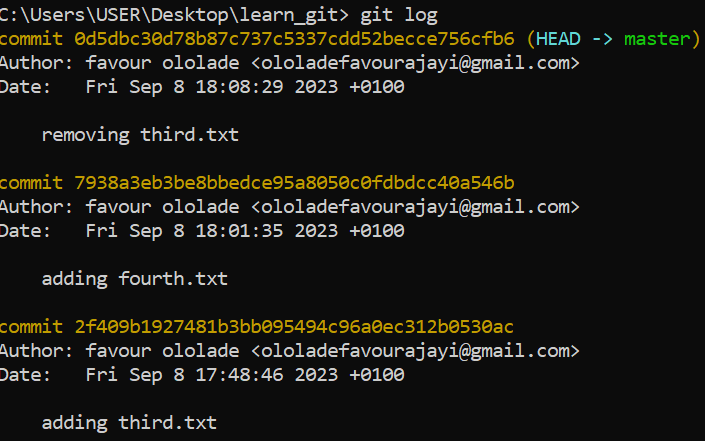 C:\Users\USER\Desktop\learn_git> git log
commit 0d5dbc30d78b87c737c5337cdd52becce756cfb6 (HEAD -> master)
Author: favour ololade <ololadefavourajayi@gmail.com>
Date:   Fri Sep 8 18:08:29 2023 +0100
    removing third.txt
commit 7938a3eb3be8bbedce95a8050c0fdbdcc40a546b
Author: favour ololade <ololadefavourajayi@gmail.com>
Date:   Fri Sep 8 18:01:35 2023 +0100
    adding fourth.txt
commit 2f409b1927481b3bb095494c96a0ec312b0530ac
Author: favour ololade <ololadefavourajayi@gmail.com>
Date:   Fri Sep 8 17:48:46 2023 +0100
    adding third.txt